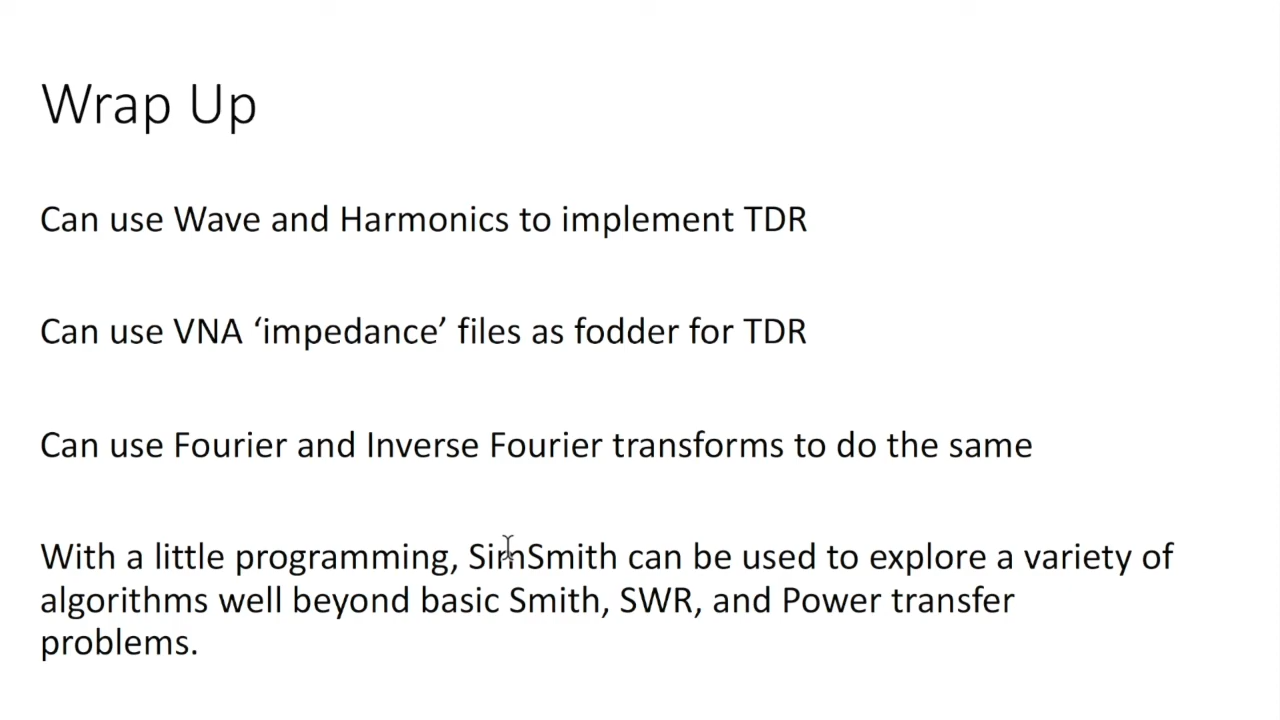 Wrap Up
Can use Wave and Harmonics to implement TDR
Can use VNA ‘impedance’ files as fodder for TDR
Can use Fourier and Inverse Fourier transforms to do the same
With a little programming, SimSmith can be used to explore a variety of
algorithms well beyond basic Smith, SWR, and Power transfer
problems.